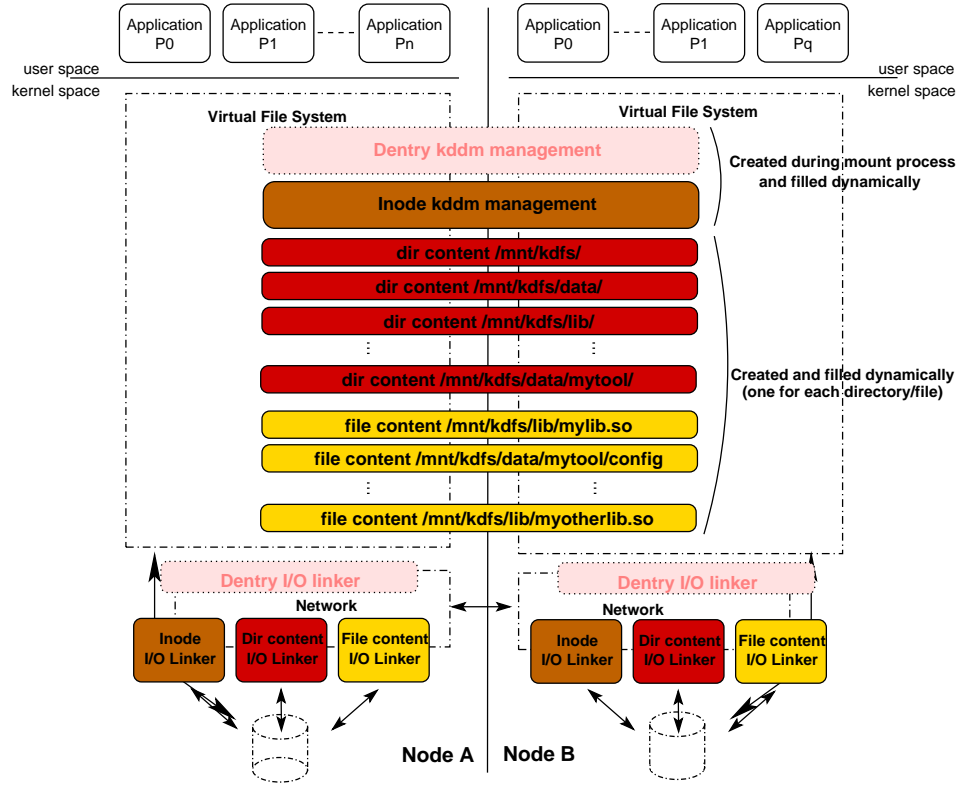 Application P0
Application P1
Application Pn
Application P0
Application P1
Application Pq
user space
kernel space
user space
kernel space
Virtual File System
Virtual File System
Dentry kddm management
Created during mount process
and filled dynamically
Inode kddm management
dir content /mnt/kdfs/
dir content /mnt/kdfs/data/
dir content /mnt/kdfs/lib/
dir content /mnt/kdfs/data/mytool/
Created and filled dynamically
(one for each directory/file)
file content /mnt/kdfs/lib/mylib.so
file content /mnt/kdfs/data/mytool/config
file content /mnt/kdfs/lib/myotherlib.so
Dentry I/O linker
Network
Inode I/O Linker
Dir content I/O Linker
File content I/O Linker
Dentry I/O linker
Network
Inode I/O Linker
Dir content I/O Linker
File content I/O Linker
Node A
Node B